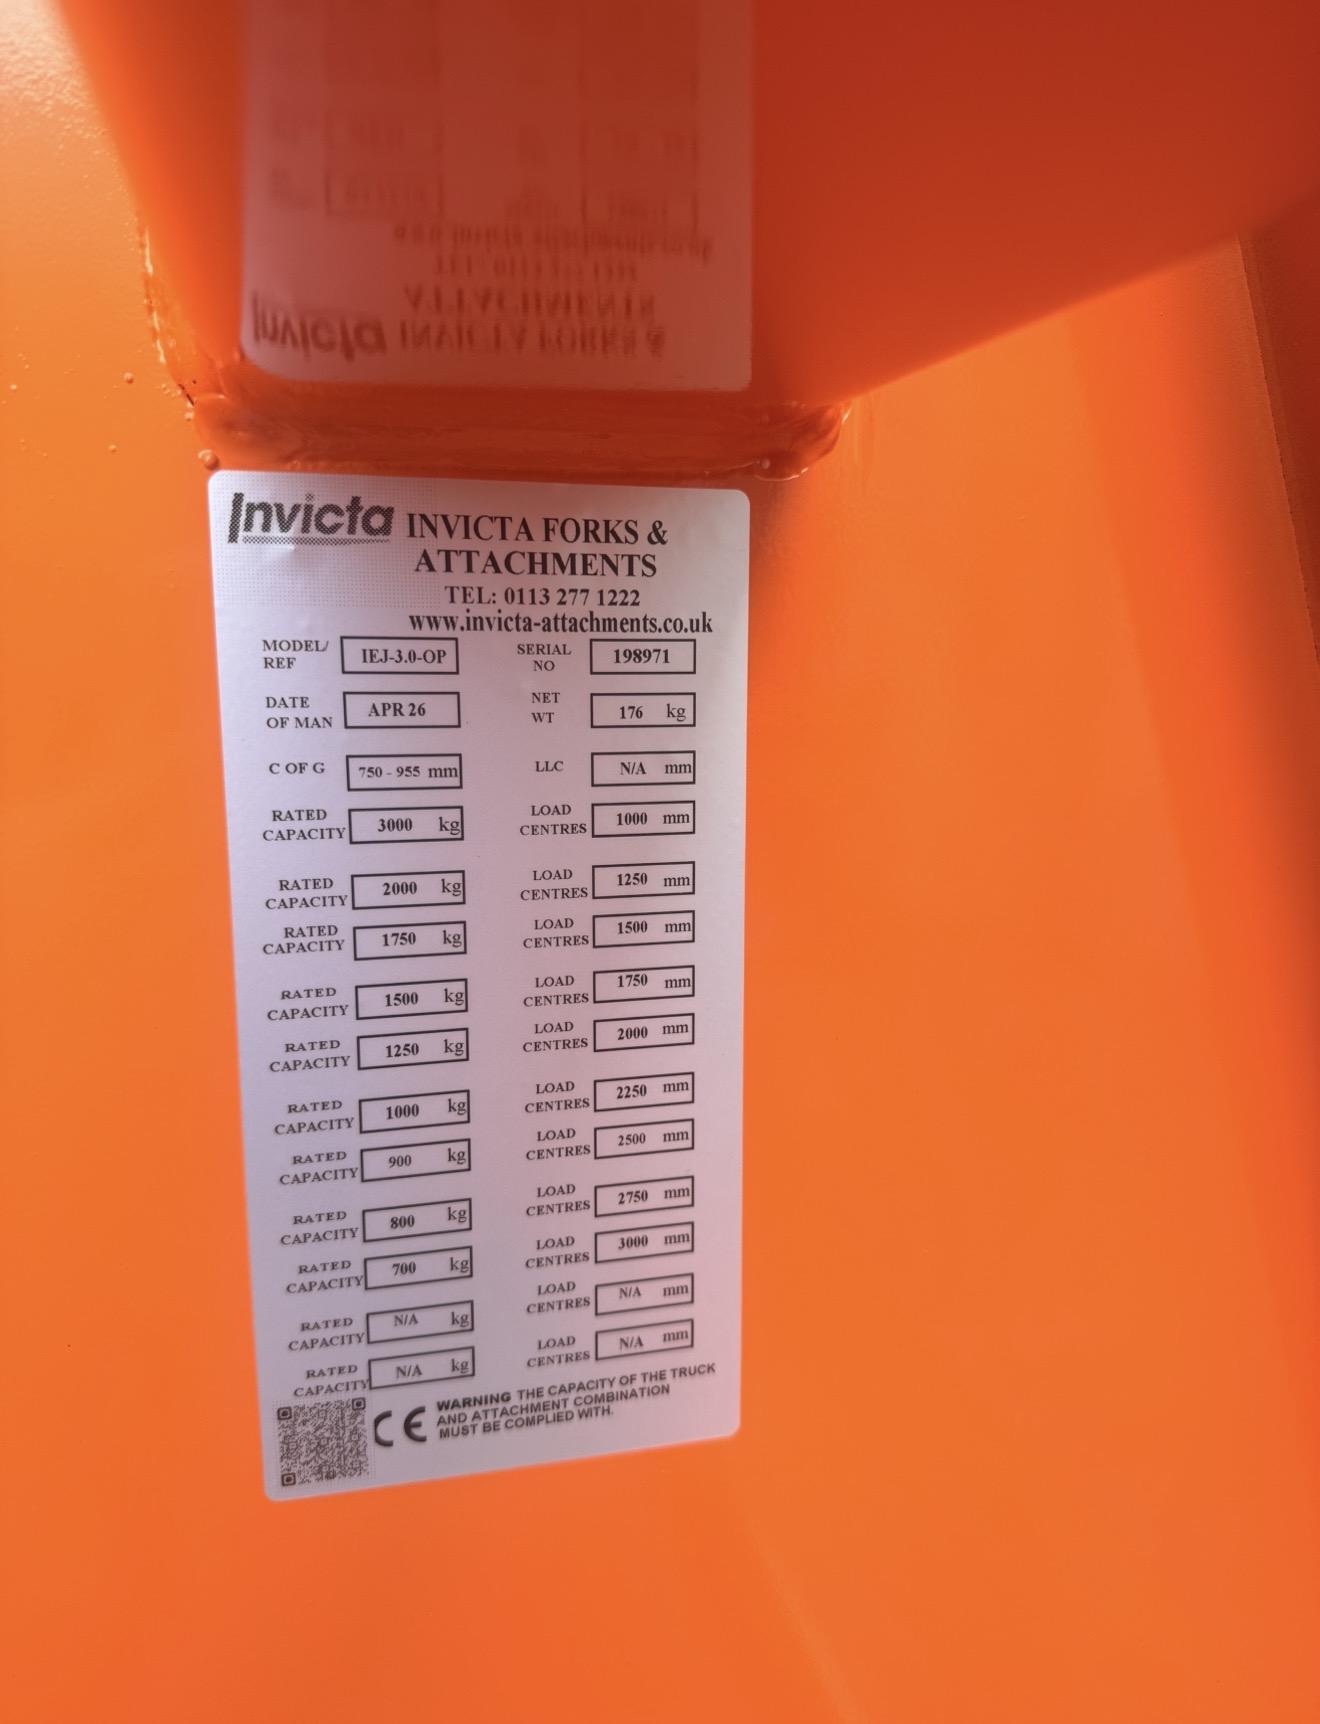 Invicta INVICTA FORKS &
ATTACHMENTS
TEL: 0113 277 1222
www.invicta-attachments.co.uk
MODEL/ REF IEJ-3.0-OP SERIAL NO 198971
DATE OF MAN APR 26 NET WT 176 kg
C OF G 750 - 955 mm LLC N/A mm
RATED CAPACITY 3000 kg LOAD CENTRES 1000 mm
RATED CAPACITY 2000 kg LOAD CENTRES 1250 mm
RATED CAPACITY 1750 kg LOAD CENTRES 1500 mm
RATED CAPACITY 1500 kg LOAD CENTRES 1750 mm
RATED CAPACITY 1250 kg LOAD CENTRES 2000 mm
RATED CAPACITY 1000 kg LOAD CENTRES 2250 mm
RATED CAPACITY 900 kg LOAD CENTRES 2500 mm
RATED CAPACITY 800 kg LOAD CENTRES 2750 mm
RATED CAPACITY 700 kg LOAD CENTRES 3000 mm
RATED CAPACITY N/A kg LOAD CENTRES N/A mm
RATED CAPACITY N/A kg LOAD CENTRES N/A mm
CE WARNING THE CAPACITY OF THE TRUCK
AND ATTACHMENT COMBINATION
MUST BE COMPLIED WITH.